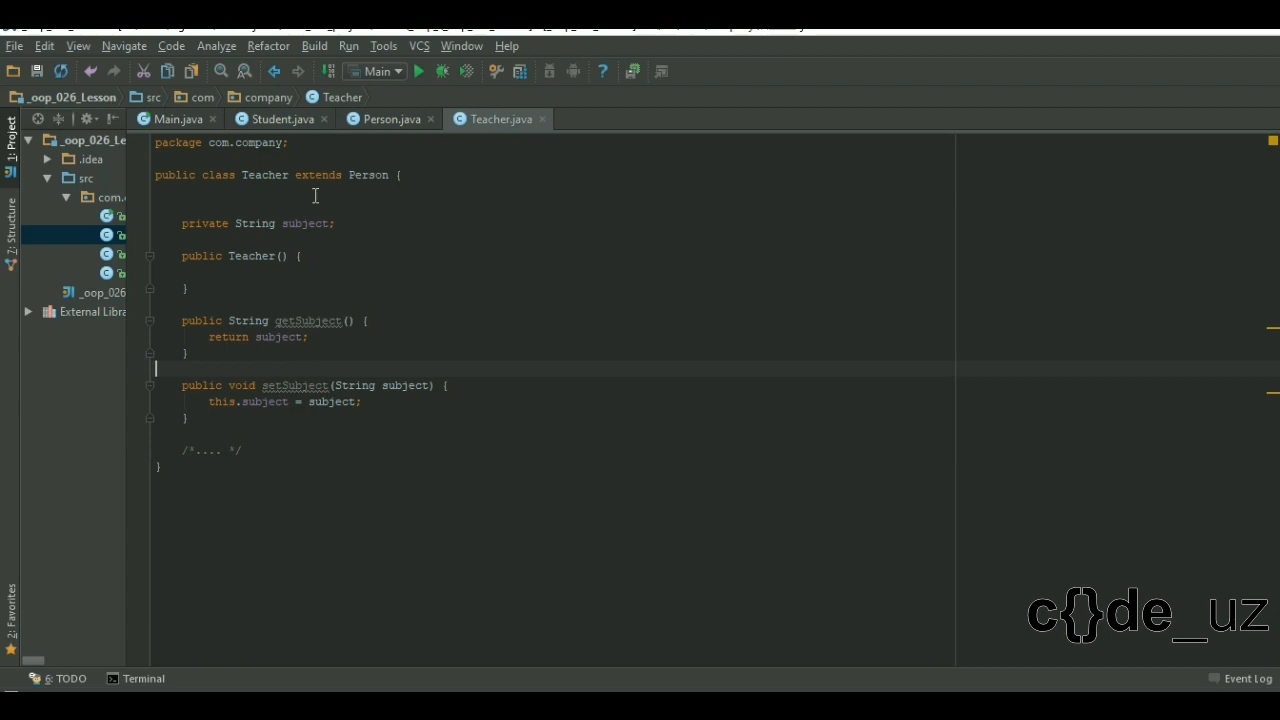 File Edit View Navigate Code Analyze Refactor Build Run Tools VCS Window Help
Main
_oop_026_Lesson src com company Teacher
Main.java Student.java Person.java Teacher.java
1: Project
7: Structure
2: Favorites
_oop_026_Le
.idea
src
com.
_oop_026
External Libra
package com.company;
public class Teacher extends Person {
private String subject;
public Teacher() {
}
public String getSubject() {
return subject;
}
public void setSubject(String subject) {
this.subject = subject;
}
/*.... */
}
c{}de_uz
6: TODO Terminal Event Log